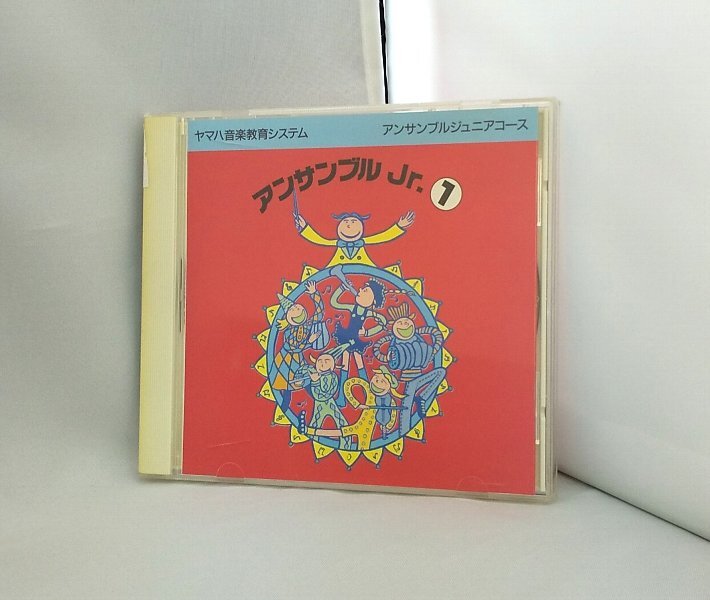 ヤマハ音楽教育システム
アンサンブルジュニアコース
アンサンブル Jr. 1